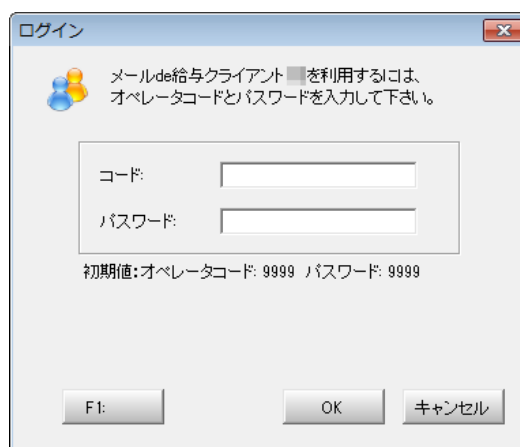 ログイン
メールde給与クライアント を利用するには、
オペレータコードとパスワードを入力して下さい。
コード:
パスワード:
初期値:オペレータコード: 9999 パスワード: 9999
F1:
OK
キャンセル